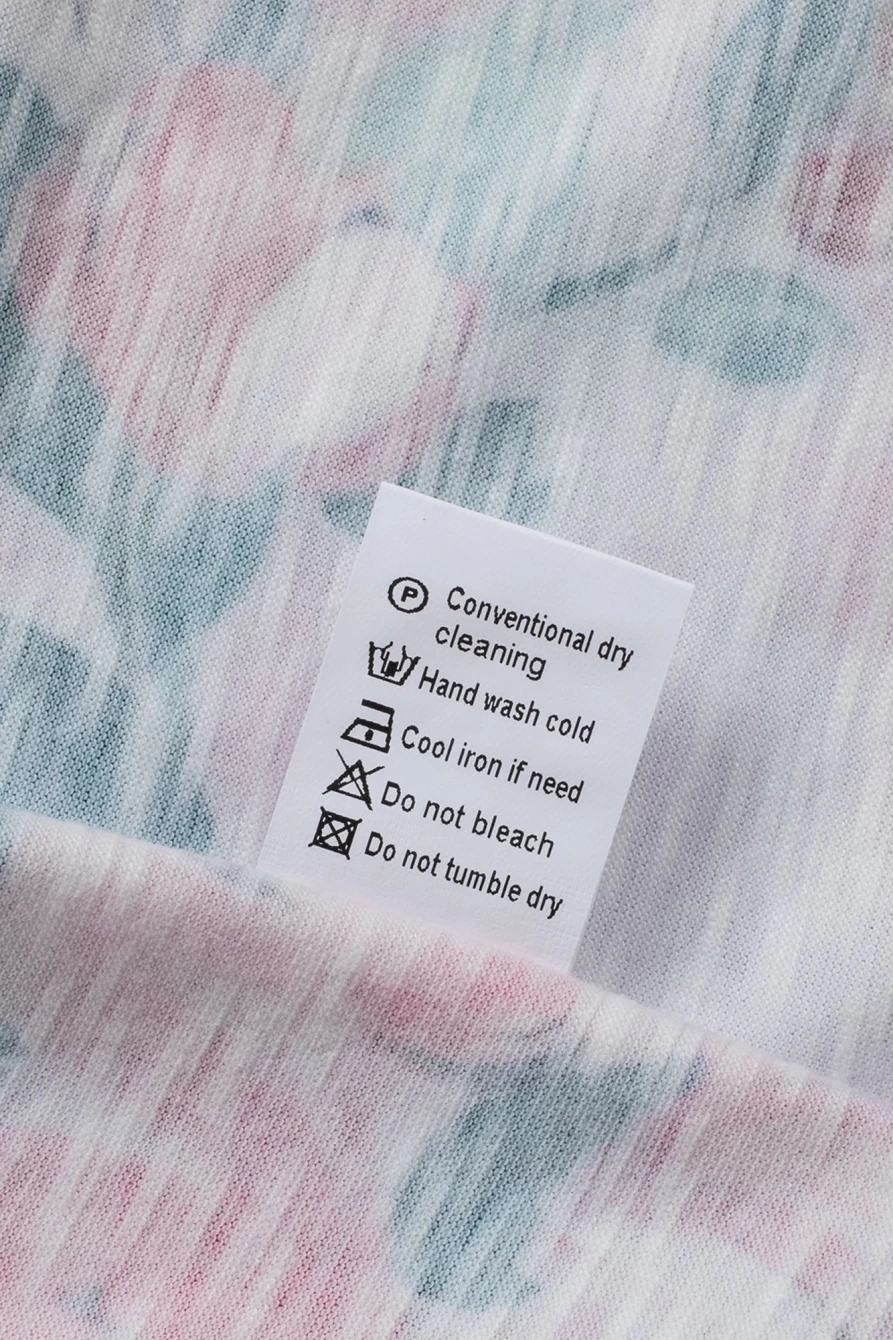 P Conventional dry
cleaning
Hand wash cold
Cool iron if need
Do not bleach
Do not tumble dry